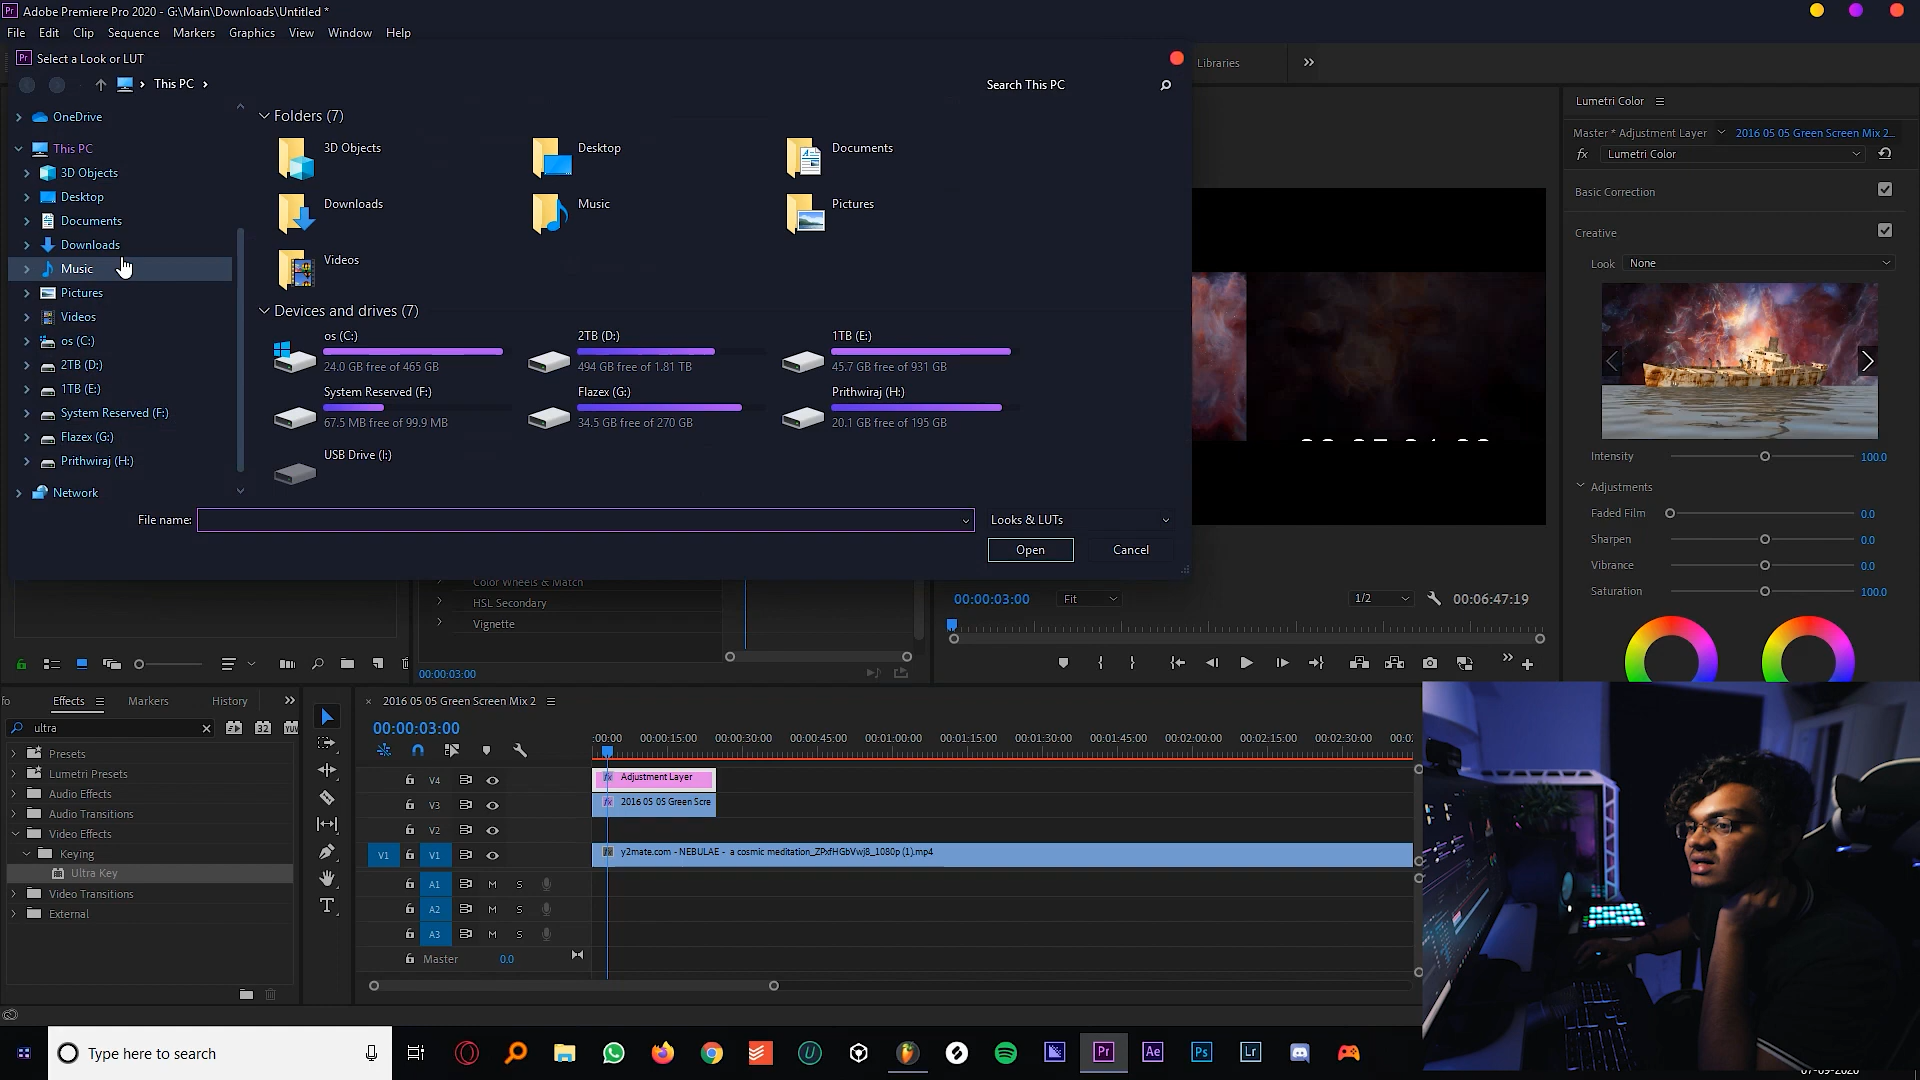 Adobe Premiere Pro 2020 - G:\Main\Downloads\Untitled *
File Edit Clip Sequence Markers Graphics View Window Help
Select a Look or LUT
This PC
Search This PC
Libraries
OneDrive
This PC
3D Objects
Desktop
Documents
Downloads
Music
Pictures
Videos
os (C:)
2TB (D:)
1TB (E:)
System Reserved (F:)
Flazex (G:)
Prithwiraj (H:)
Network
Folders (7)
3D Objects
Desktop
Documents
Downloads
Music
Pictures
Videos
Devices and drives (7)
os (C:)
24.0 GB free of 465 GB
2TB (D:)
494 GB free of 1.81 TB
1TB (E:)
45.7 GB free of 931 GB
System Reserved (F:)
67.5 MB free of 99.9 MB
Flazex (G:)
34.5 GB free of 270 GB
Prithwiraj (H:)
20.1 GB free of 195 GB
USB Drive (I:)
File name:
Looks & LUTs
Open
Cancel
Lumetri Color
Master * Adjustment Layer
2016 05 05 Green Screen Mix 2...
fx Lumetri Color
Basic Correction
Creative
Look None
Intensity 100.0
Adjustments
Faded Film 0.0
Sharpen 0.0
Vibrance 0.0
Saturation 100.0
Color Wheels & Match
HSL Secondary
Vignette
00:00:03:00
00:00:03:00
Fit
1/2
00:06:47:19
Effects
Markers
History
ultra
Presets
Lumetri Presets
Audio Effects
Audio Transitions
Video Effects
Keying
Ultra Key
Video Transitions
External
2016 05 05 Green Screen Mix 2
00:00:03:00
:00:00 00:00:15:00 00:00:30:00 00:00:45:00 00:01:00:00 00:01:15:00 00:01:30:00 00:01:45:00 00:02:00:00 00:02:15:00 00:02:30:00
V4
fx Adjustment Layer
V3
fx 2016 05 05 Green Scre
V2
V1 V1
fx y2mate.com - NEBULAE - a cosmic meditation_ZPxfHGbVwj8_1080p (1).mp4
A1 M S
A2 M S
A3 M S
Master 0.0
Type here to search
Pr
Ae
Ps
Lr